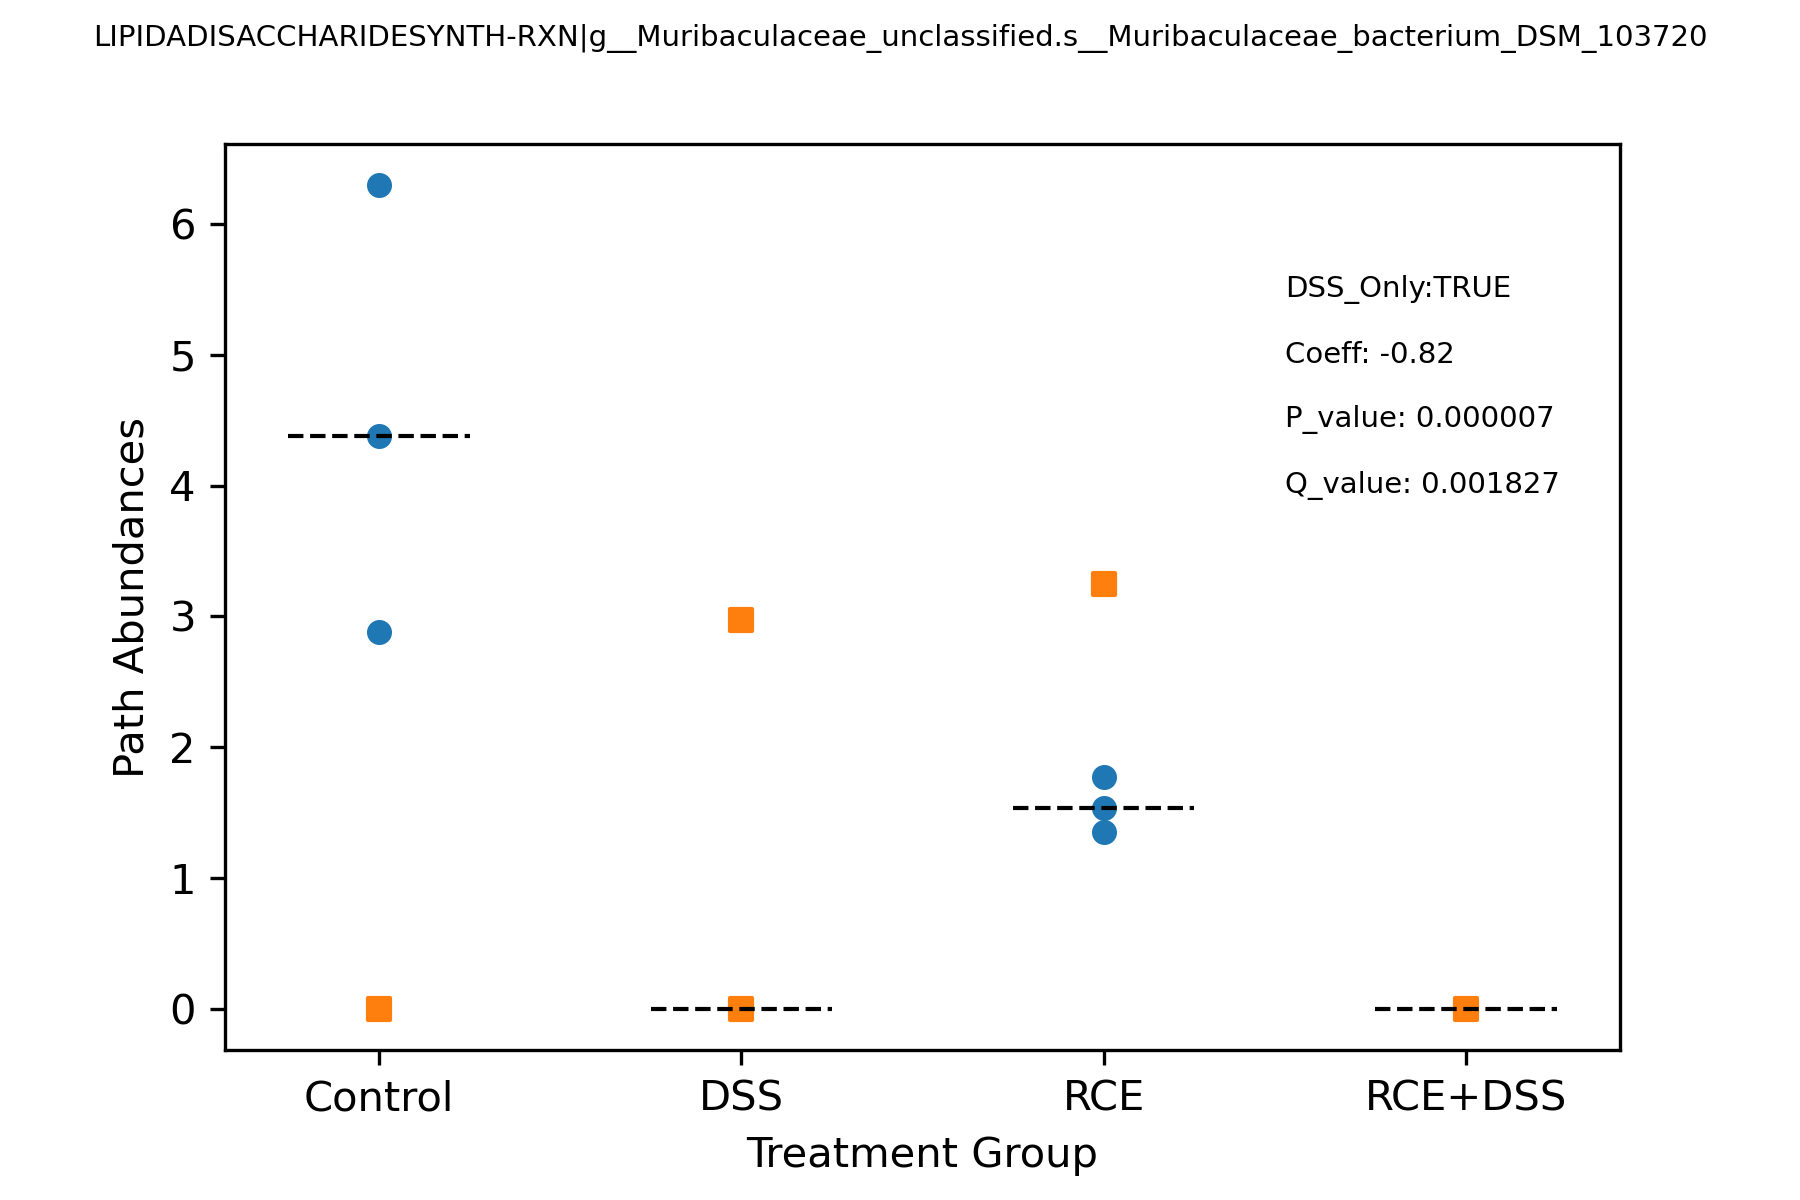 LIPIDADISACCHARIDESYNTH-RXN|g__Muribaculaceae_unclassified.s__Muribaculaceae_bacterium_DSM_103720
6
5
4
3
2
1
0
Path Abundances
DSS_Only:TRUE
Coeff: -0.82
P_value: 0.000007
Q_value: 0.001827
Control
DSS
RCE
RCE+DSS
Treatment Group